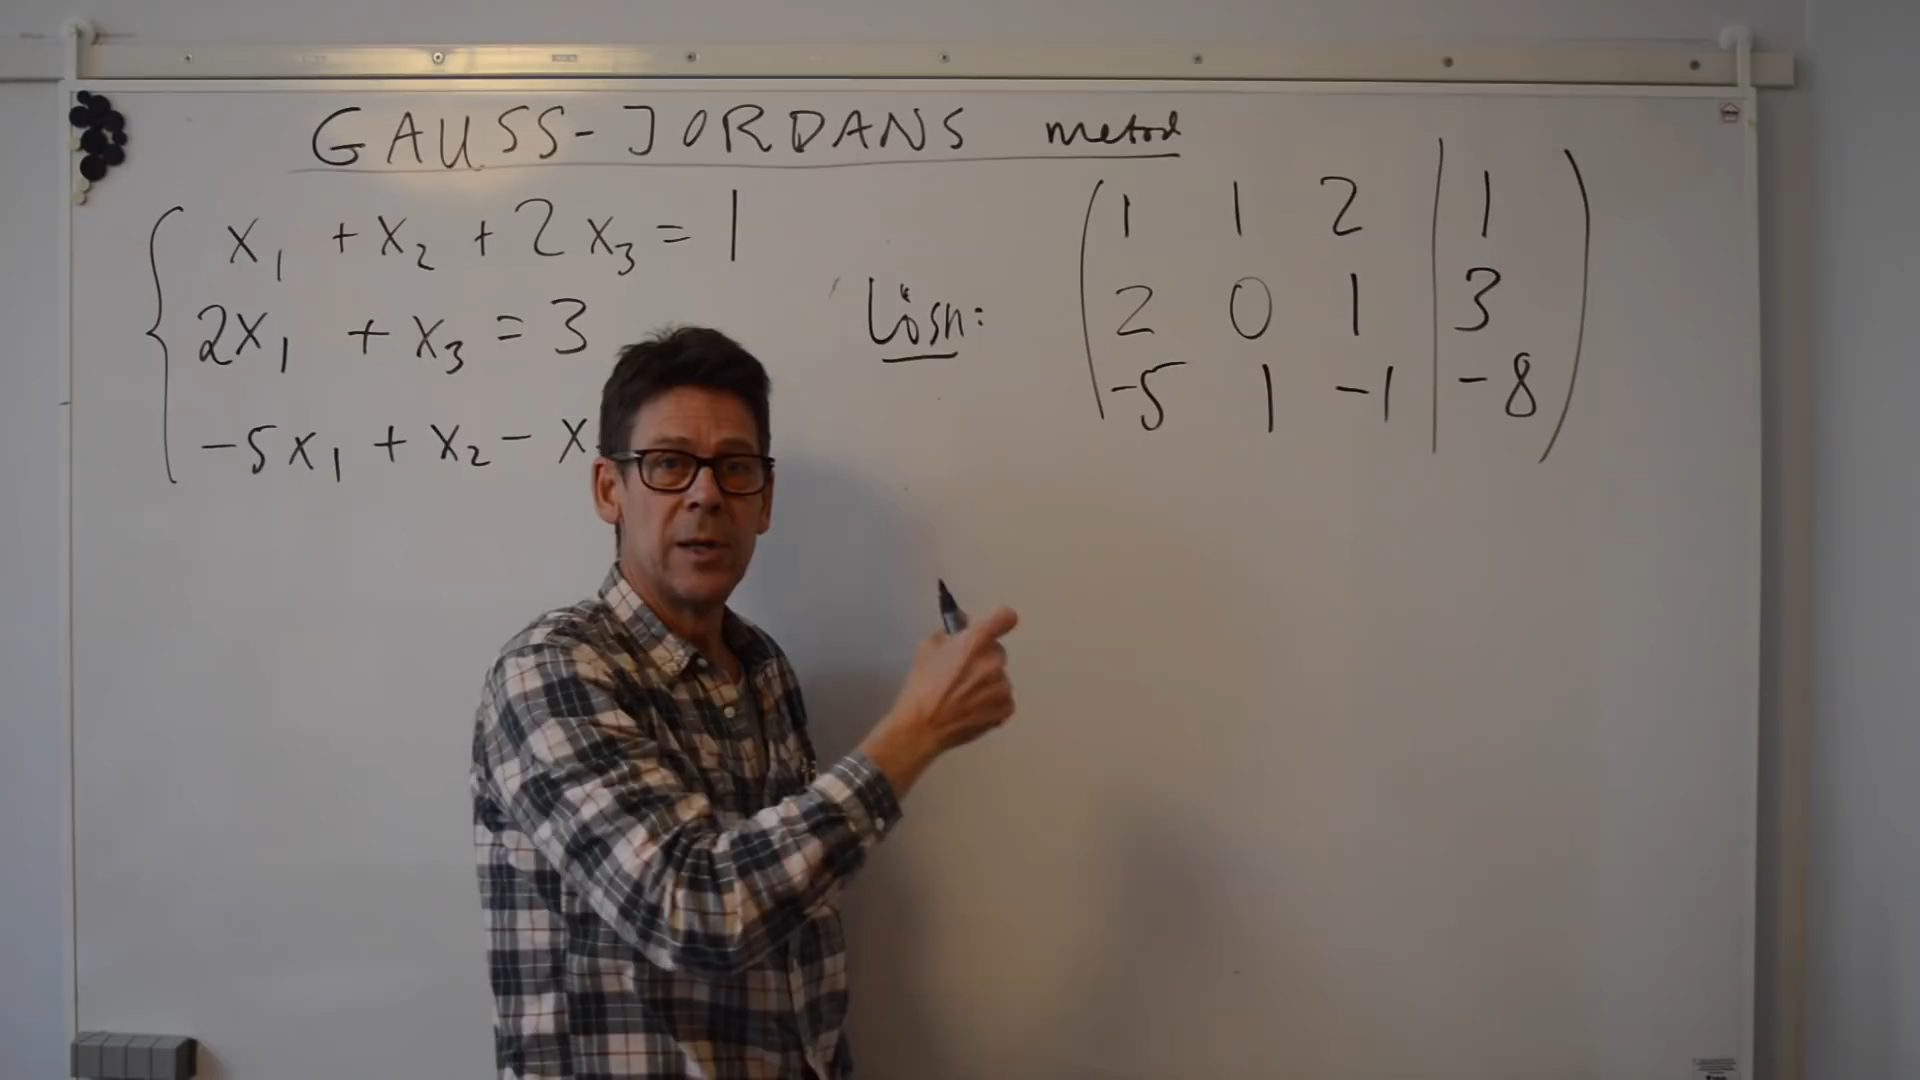 GAUSS-JORDANS metod
x₁ + x₂ + 2x₃ = 1
2x₁ + x₃ = 3
-5x₁ + x₂ - x
Lösn:
1 1 2 | 1
2 0 1 | 3
-5 1 -1 | -8